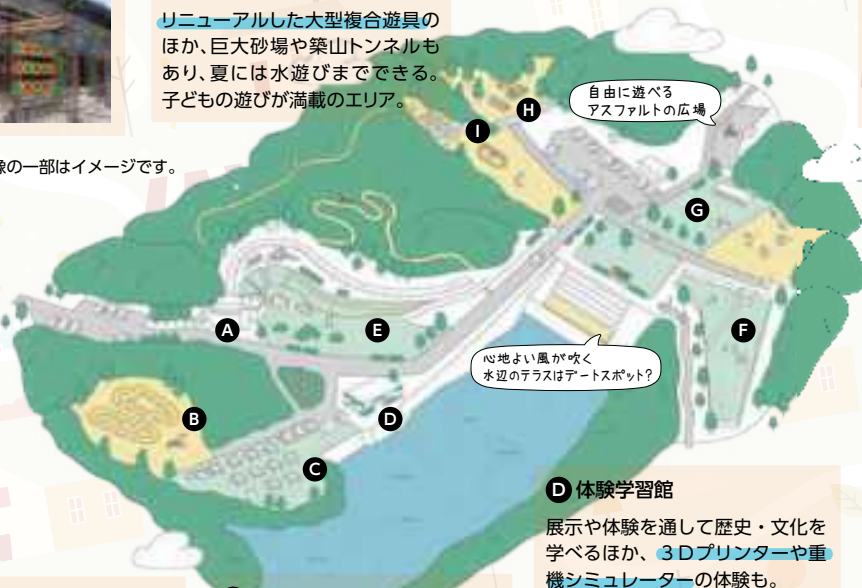 リニューアルした大型複合遊具の
ほか、巨大砂場や築山トンネルも
あり、夏には水遊びまでできる。
子どもの遊びが満載のエリア。
像の一部はイメージです。
自由に遊べる
アスファルトの広場
H
I
G
A
E
F
心地よい風が吹く
水辺のテラスはデートスポット?
B
D
C
D 体験学習館
展示や体験を通して歴史・文化を
学べるほか、3Dプリンターや重
機シミュレーターの体験も。